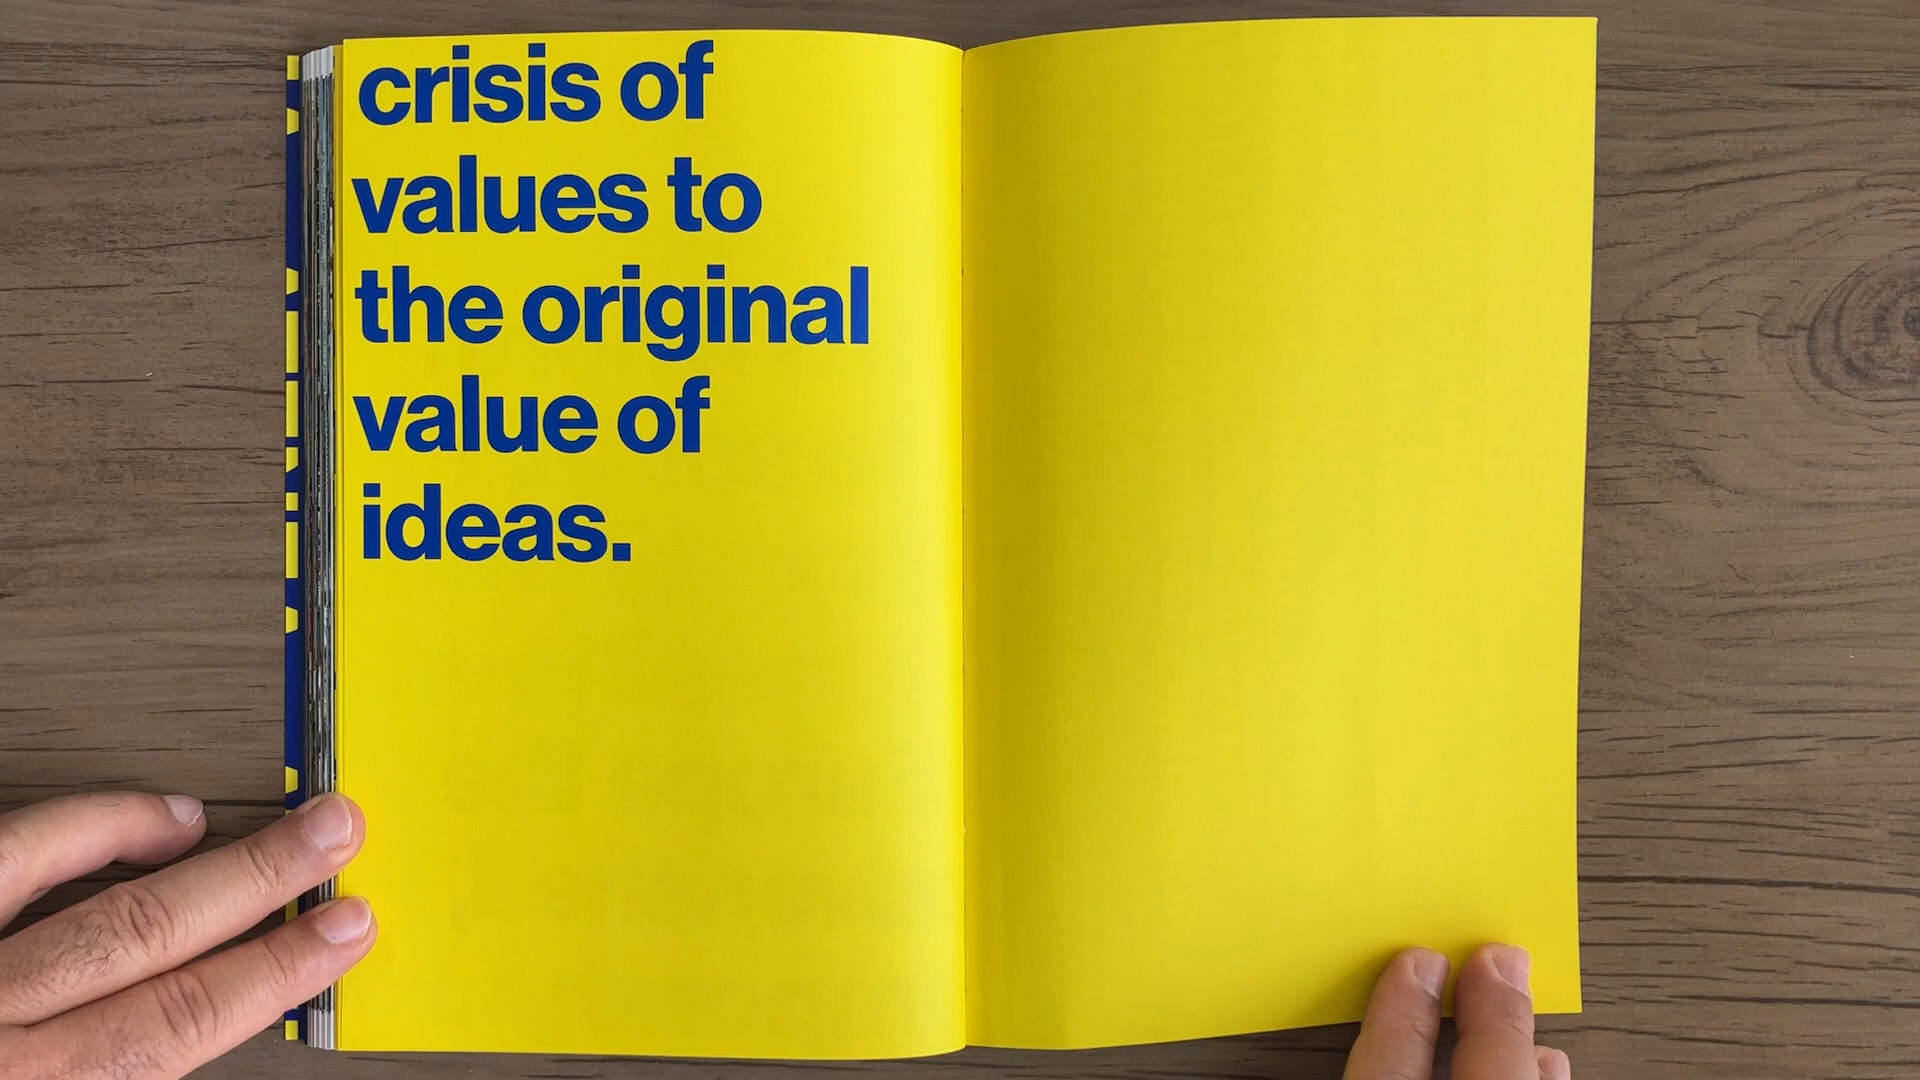 crisis of
values to
the original
value of
ideas.